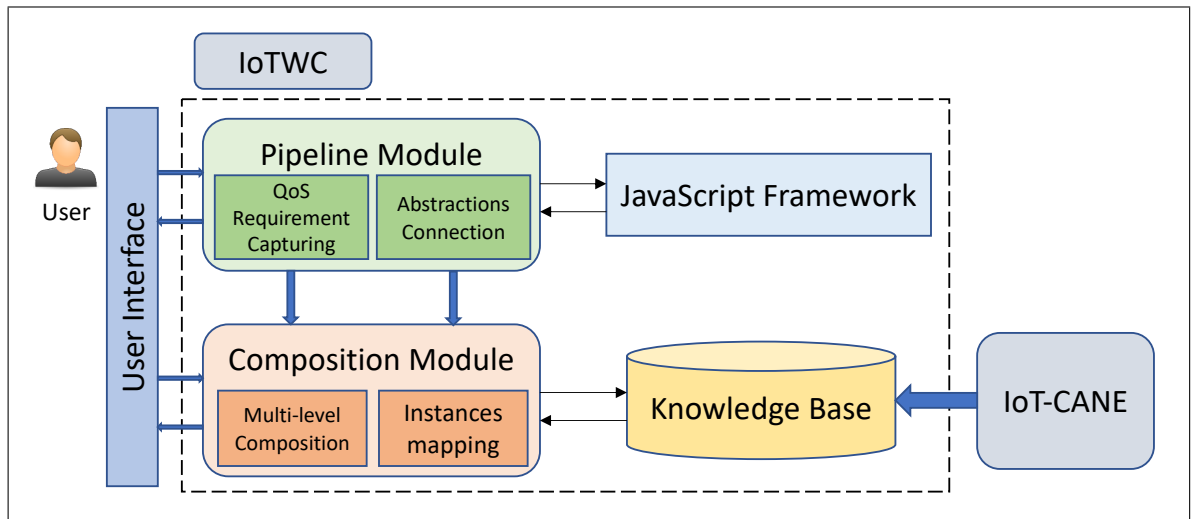 IoTWC
User
User Interface
Pipeline Module
QoS
Requirement
Capturing
Abstractions
Connection
JavaScript Framework
Composition Module
Multi-level
Composition
Instances
mapping
Knowledge Base
IoT-CANE